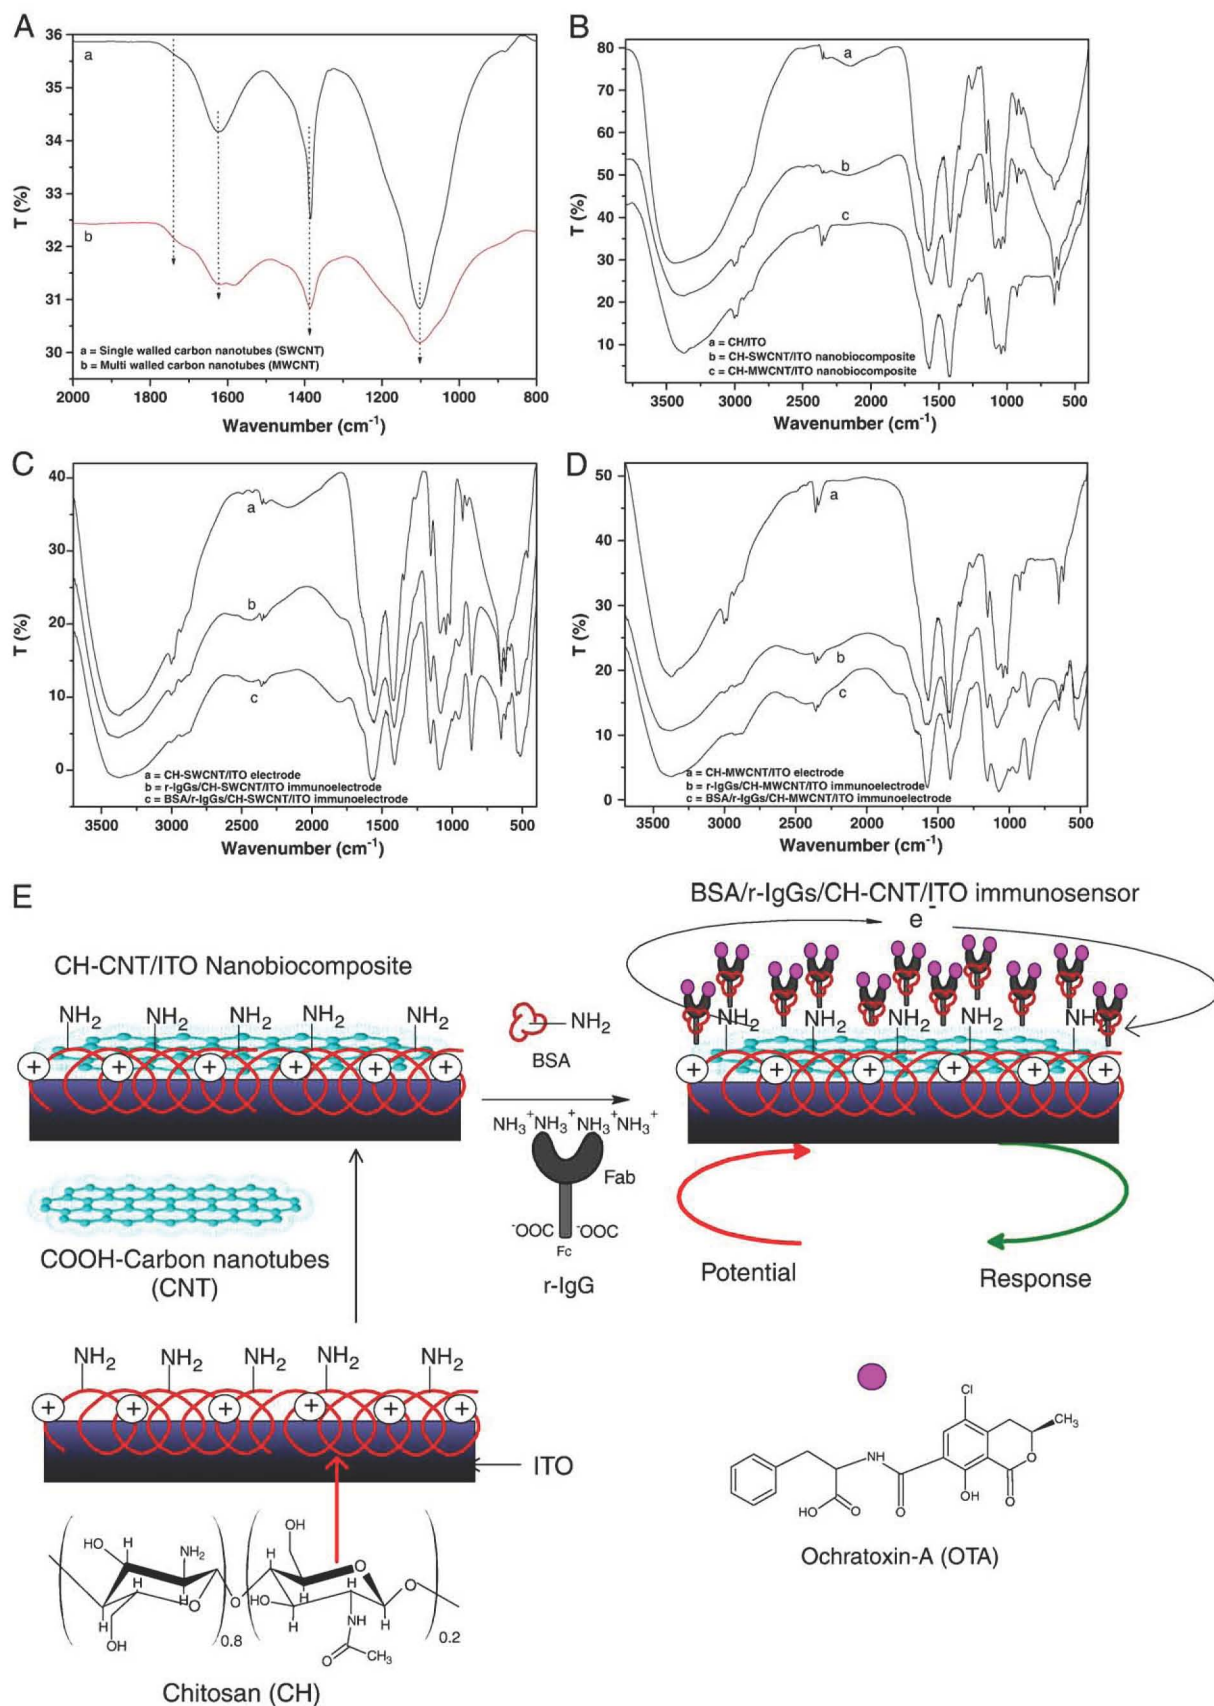 A
T (%)
36
35
34
33
32
31
30
a
b
a = Single walled carbon nanotubes (SWCNT)
b = Multi walled carbon nanotubes (MWCNT)
2000 1800 1600 1400 1200 1000 800
Wavenumber (cm-1)
B
T (%)
80
70
60
50
40
30
20
10
a
b
c
a = CH/ITO
b = CH-SWCNT/ITO nanobiocomposite
c = CH-MWCNT/ITO nanobiocomposite
3500 3000 2500 2000 1500 1000 500
Wavenumber (cm-1)
C
T (%)
40
30
20
10
0
a
b
c
a = CH-SWCNT/ITO electrode
b = r-IgGs/CH-SWCNT/ITO immunoelectrode
c = BSA/r-IgGs/CH-SWCNT/ITO immunoelectrode
3500 3000 2500 2000 1500 1000 500
Wavenumber (cm-1)
D
T (%)
50
40
30
20
10
0
a
b
c
a = CH-MWCNT/ITO electrode
b = r-IgGs/CH-MWCNT/ITO immunoelectrode
c = BSA/r-IgGs/CH-MWCNT/ITO immunoelectrode
3500 3000 2500 2000 1500 1000 500
Wavenumber (cm-1)
E
BSA/r-IgGs/CH-CNT/ITO immunosensor
e-
CH-CNT/ITO Nanobiocomposite
NH2 NH2 NH2 NH2 NH2
+ + + + + +
NH2
BSA
NH3+NH3+NH3+NH3+
Fab
-OOC -OOC
Fc
r-IgG
NH2 NH2 NH2 NH2 NH
+ + + + +
Potential
Response
COOH-Carbon nanotubes
(CNT)
NH2 NH2 NH2 NH2 NH2
+ + + + +
ITO
HO H NH2 H H O O H OH
0.8
OH H H O HO H H NH H O O CH3
0.2
Chitosan (CH)
Cl
CH3
NH
O
HO O O OH O
Ochratoxin-A (OTA)